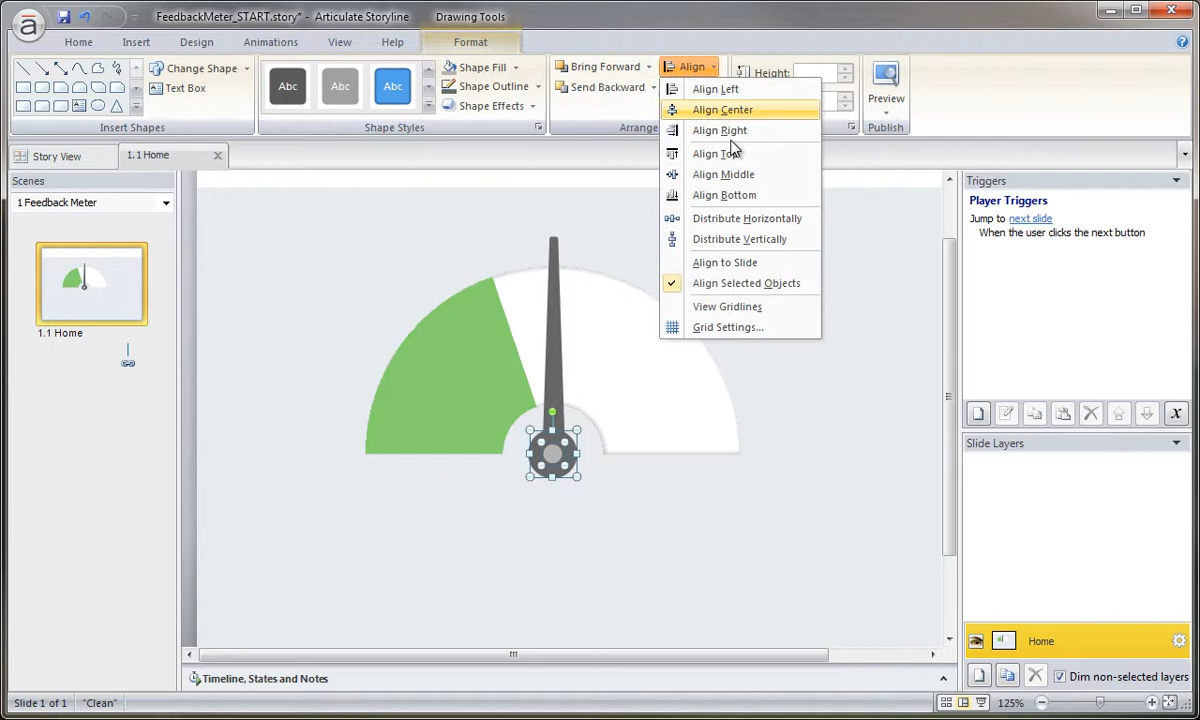 FeedbackMeter_START.story* - Articulate Storyline
Drawing Tools
Home
Insert
Design
Animations
View
Help
Format
Change Shape
Text Box
Insert Shapes
Abc
Abc
Abc
Shape Fill
Shape Outline
Shape Effects
Shape Styles
Bring Forward
Send Backward
Arrange
Align
Height:
Preview
Publish
Align Left
Align Center
Align Right
Align Top
Align Middle
Align Bottom
Distribute Horizontally
Distribute Vertically
Align to Slide
Align Selected Objects
View Gridlines
Grid Settings...
Story View
1.1 Home
Scenes
1 Feedback Meter
1.1 Home
Triggers
Player Triggers
Jump to next slide
When the user clicks the next button
Slide Layers
Home
Dim non-selected layers
Timeline, States and Notes
Slide 1 of 1
"Clean"
125%